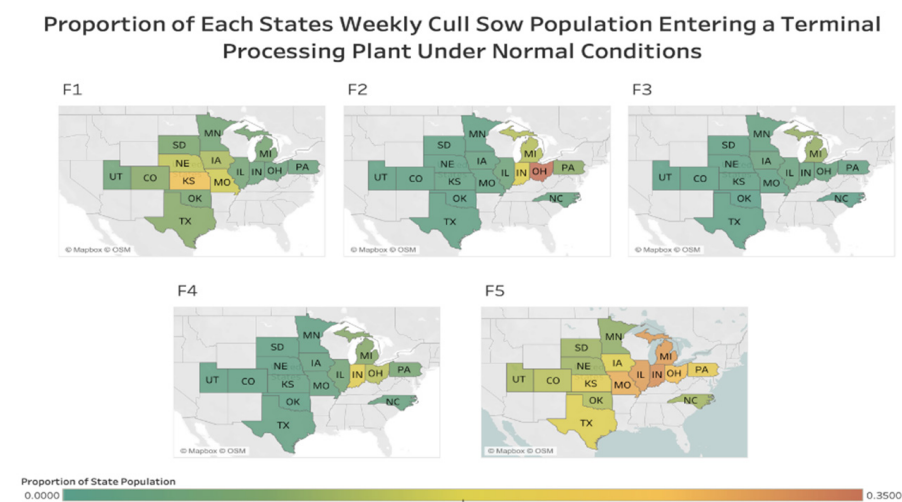 Proportion of Each States Weekly Cull Sow Population Entering a Terminal
Processing Plant Under Normal Conditions
F1
F2
F3
MN
SD
MI
NE
IA
UT
CO
IL
IN
OH
PA
KS
MO
OK
TX
© Mapbox © OSM
MN
SD
MI
NE
IA
UT
CO
IL
IN
OH
PA
KS
MO
OK
NC
TX
© Mapbox © OSM
MN
SD
MI
NE
IA
UT
CO
IL
IN
OH
PA
KS
MO
OK
NC
TX
© Mapbox © OSM
F4
F5
MN
SD
MI
NE
IA
UT
CO
IL
IN
OH
PA
KS
MO
OK
NC
TX
© Mapbox © OSM
MN
SD
MI
NE
IA
UT
CO
IL
IN
OH
PA
KS
MO
OK
NC
TX
© Mapbox © OSM
Proportion of State Population
0.0000
0.3500